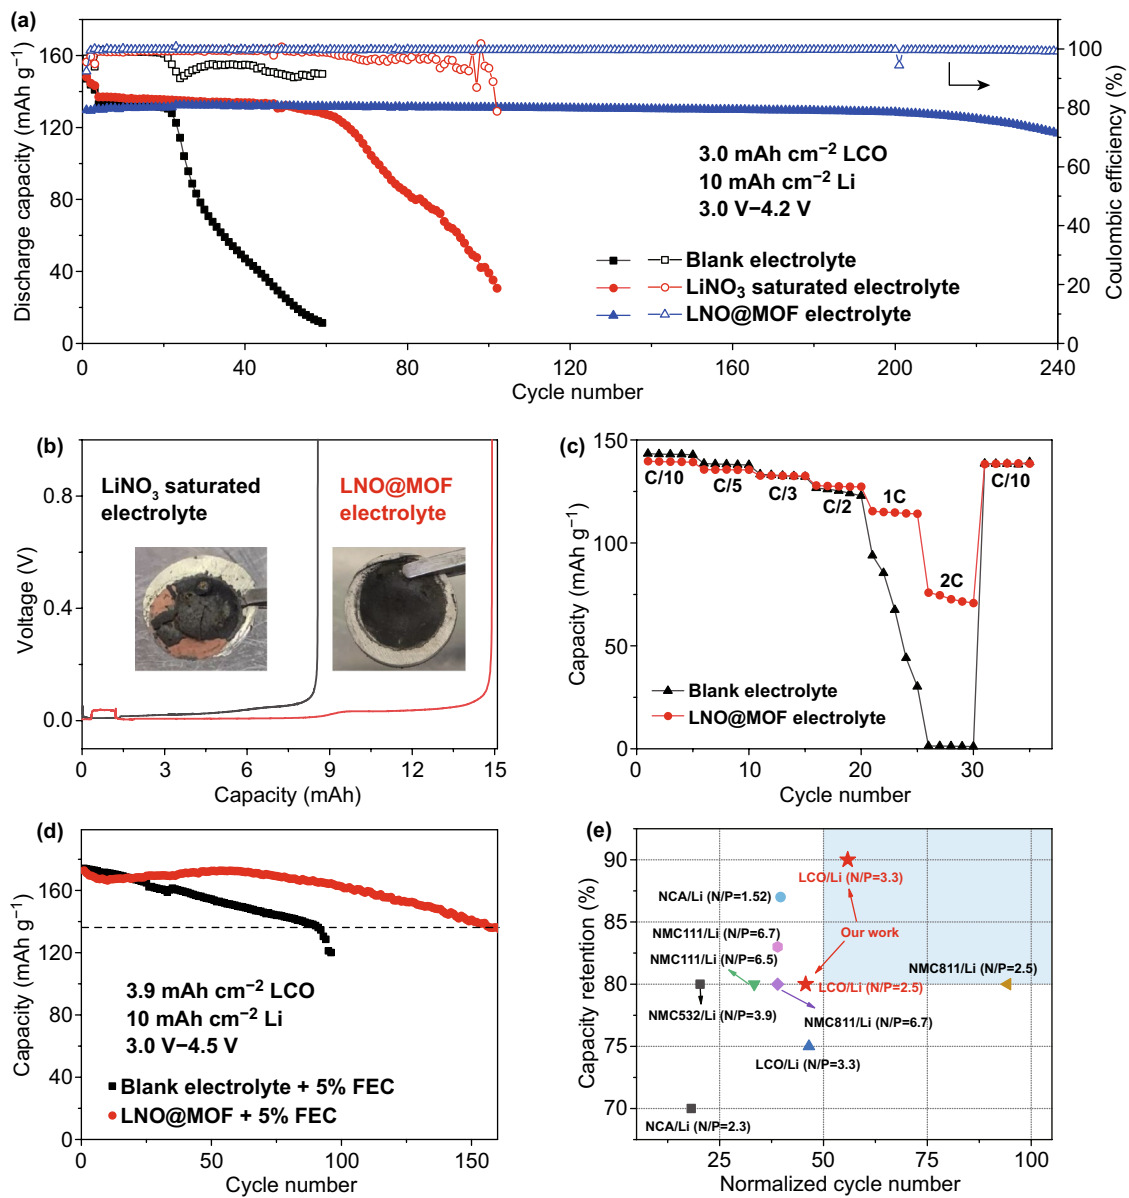 (a)
Discharge capacity (mAh g⁻¹)
160
120
80
40
0
100
80
60
40
20
0
Coulombic efficiency (%)
3.0 mAh cm⁻² LCO
10 mAh cm⁻² Li
3.0 V−4.2 V
Blank electrolyte
LiNO₃ saturated electrolyte
LNO@MOF electrolyte
0 40 80 120 160 200 240
Cycle number
(b)
Voltage (V)
0.8
0.4
0.0
LiNO₃ saturated
electrolyte
LNO@MOF
electrolyte
0 3 6 9 12 15
Capacity (mAh)
(c)
Capacity (mAh g⁻¹)
150
100
50
0
C/10
C/5
C/3
C/2
1C
2C
C/10
Blank electrolyte
LNO@MOF electrolyte
0 10 20 30
Cycle number
(d)
Capacity (mAh g⁻¹)
160
120
80
40
0
3.9 mAh cm⁻² LCO
10 mAh cm⁻² Li
3.0 V−4.5 V
Blank electrolyte + 5% FEC
LNO@MOF + 5% FEC
0 50 100 150
Cycle number
(e)
Capacity retention (%)
90
85
80
75
70
LCO/Li (N/P=3.3)
NCA/Li (N/P=1.52)
NMC111/Li (N/P=6.7)
Our work
NMC111/Li (N/P=6.5)
NMC811/Li (N/P=2.5)
LCO/Li (N/P=2.5)
NMC532/Li (N/P=3.9)
NMC811/Li (N/P=6.7)
LCO/Li (N/P=3.3)
NCA/Li (N/P=2.3)
25 50 75 100
Normalized cycle number